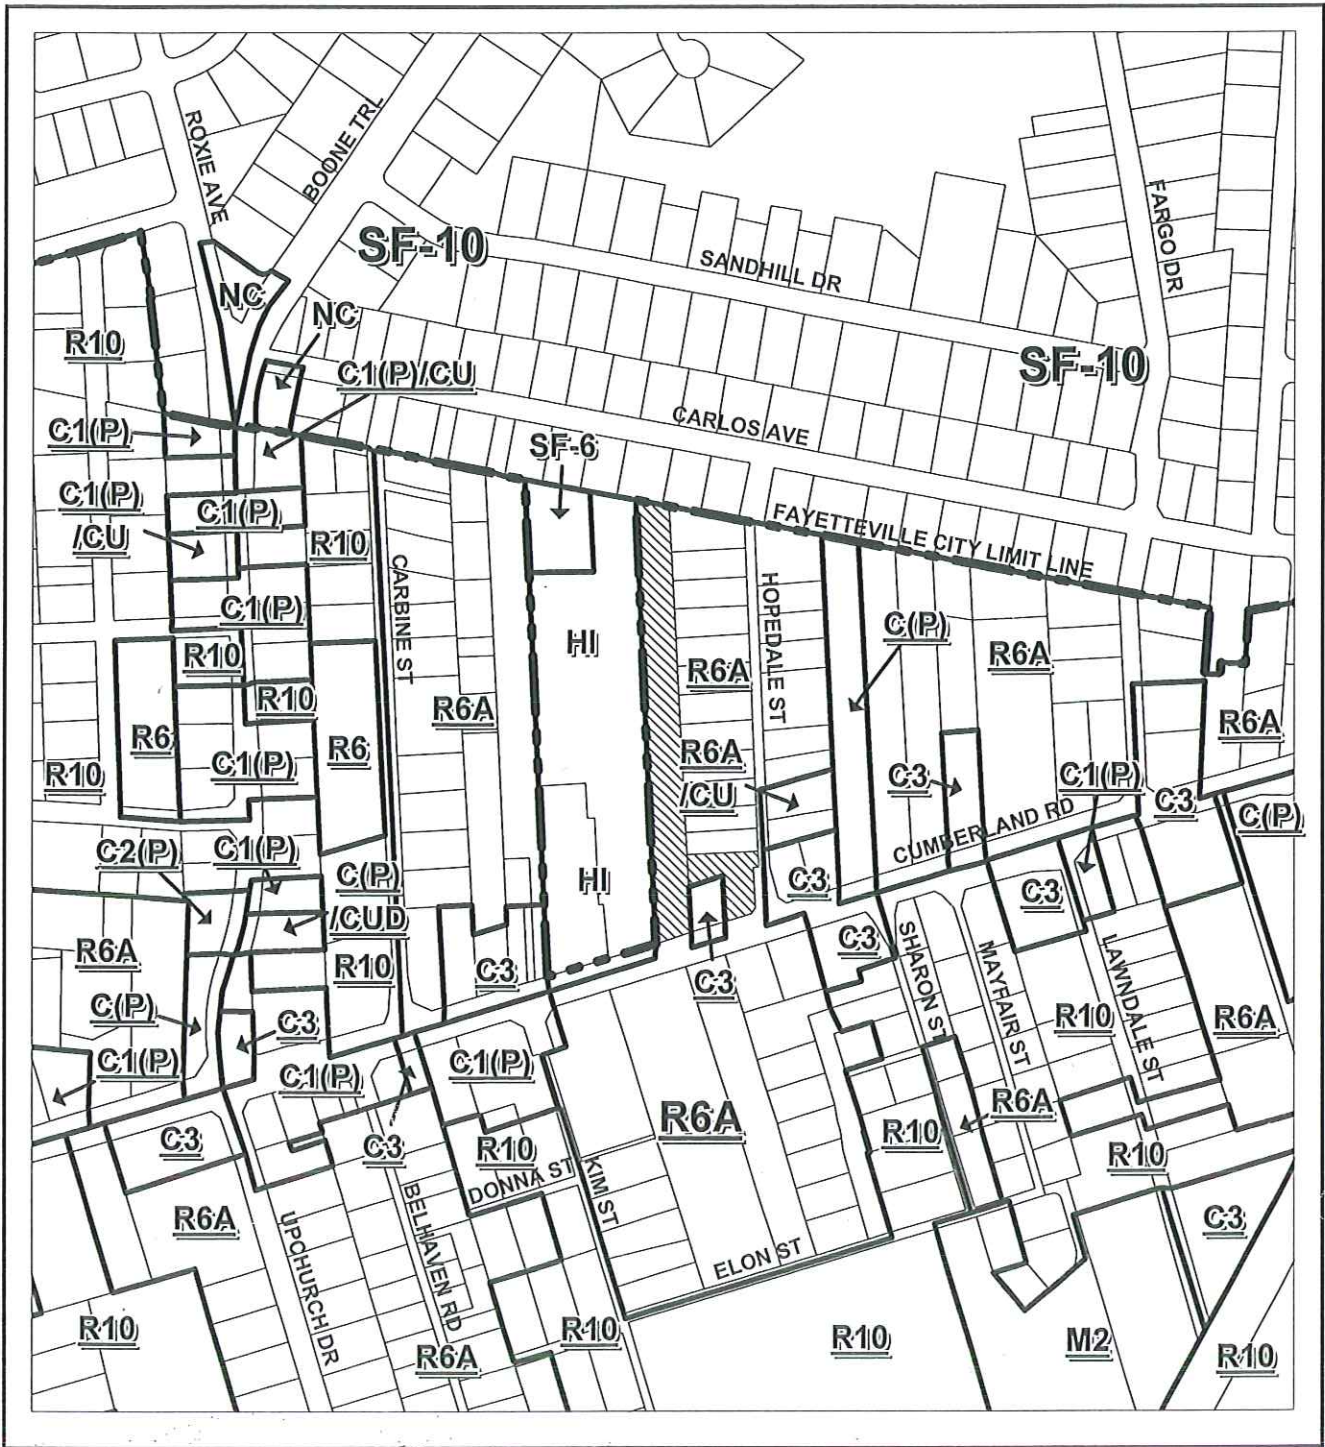 ROXIE AVE
BOONE TRL
SF-10
SANDHILL DR
FARGO DR
NC
NC
R10
C1(P)/CU
SF-10
C1(P)
CARLOS AVE
SF-6
C1(P)
/CU
C1(P)
R10
FAYETTEVILLE CITY LIMIT LINE
CARBINE ST
HOPEDALE ST
C1(P)
C(P)
HI
R10
R6A
R6A
R10
R6A
R6A
R6
R6
R10
C1(P)
R6A
/CU
C3
C1(P)
C3
C(P)
CUMBERLAND RD
C2(P)
C1(P)
C(P)
/CUD
HI
C3
C3
R6A
R10
C3
C3
C3
SHARON ST
MAYFAIR ST
LAWNDALE ST
C(P)
C3
R10
R6A
C1(P)
C1(P)
C1(P)
R6A
R6A
C3
C3
R10
R10
R10
DONNA ST
KIM ST
R6A
UPCHURCH DR
BELHAVEN RD
ELON ST
C3
R10
R6A
R10
R10
M2
R10